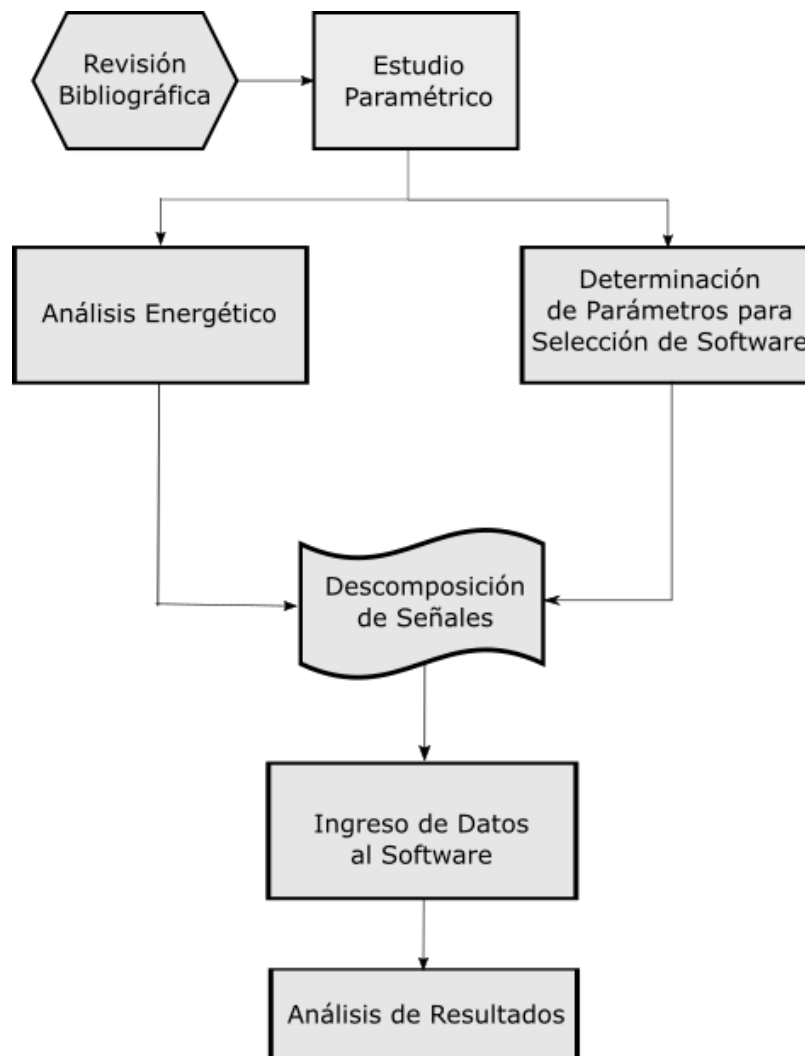 Revisión
Bibliográfica
Estudio
Paramétrico
Análisis Energético
Determinación
de Parámetros para
Selección de Software
Descomposición
de Señales
Ingreso de Datos
al Software
Análisis de Resultados